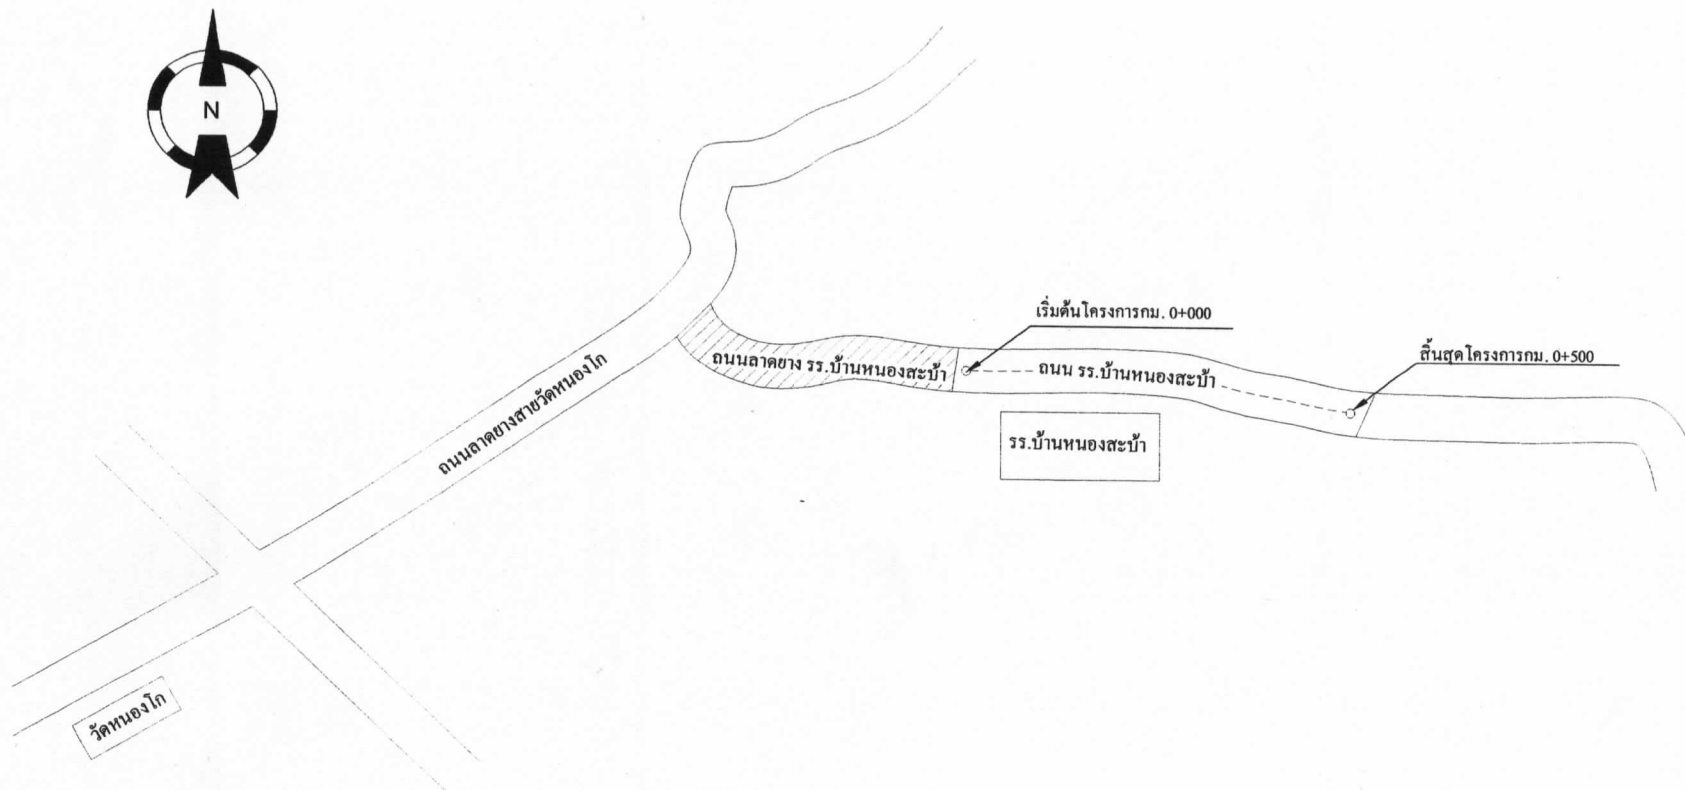 N
เริ่มต้นโครงการกม. 0+000
สิ้นสุดโครงการกม. 0+500
ถนนลาดยาง รร.บ้านหนองสะบ้า
ถนน รร.บ้านหนองสะบ้า
รร.บ้านหนองสะบ้า
ถนนลาดยางสายวัดหนองโก
วัดหนองโก